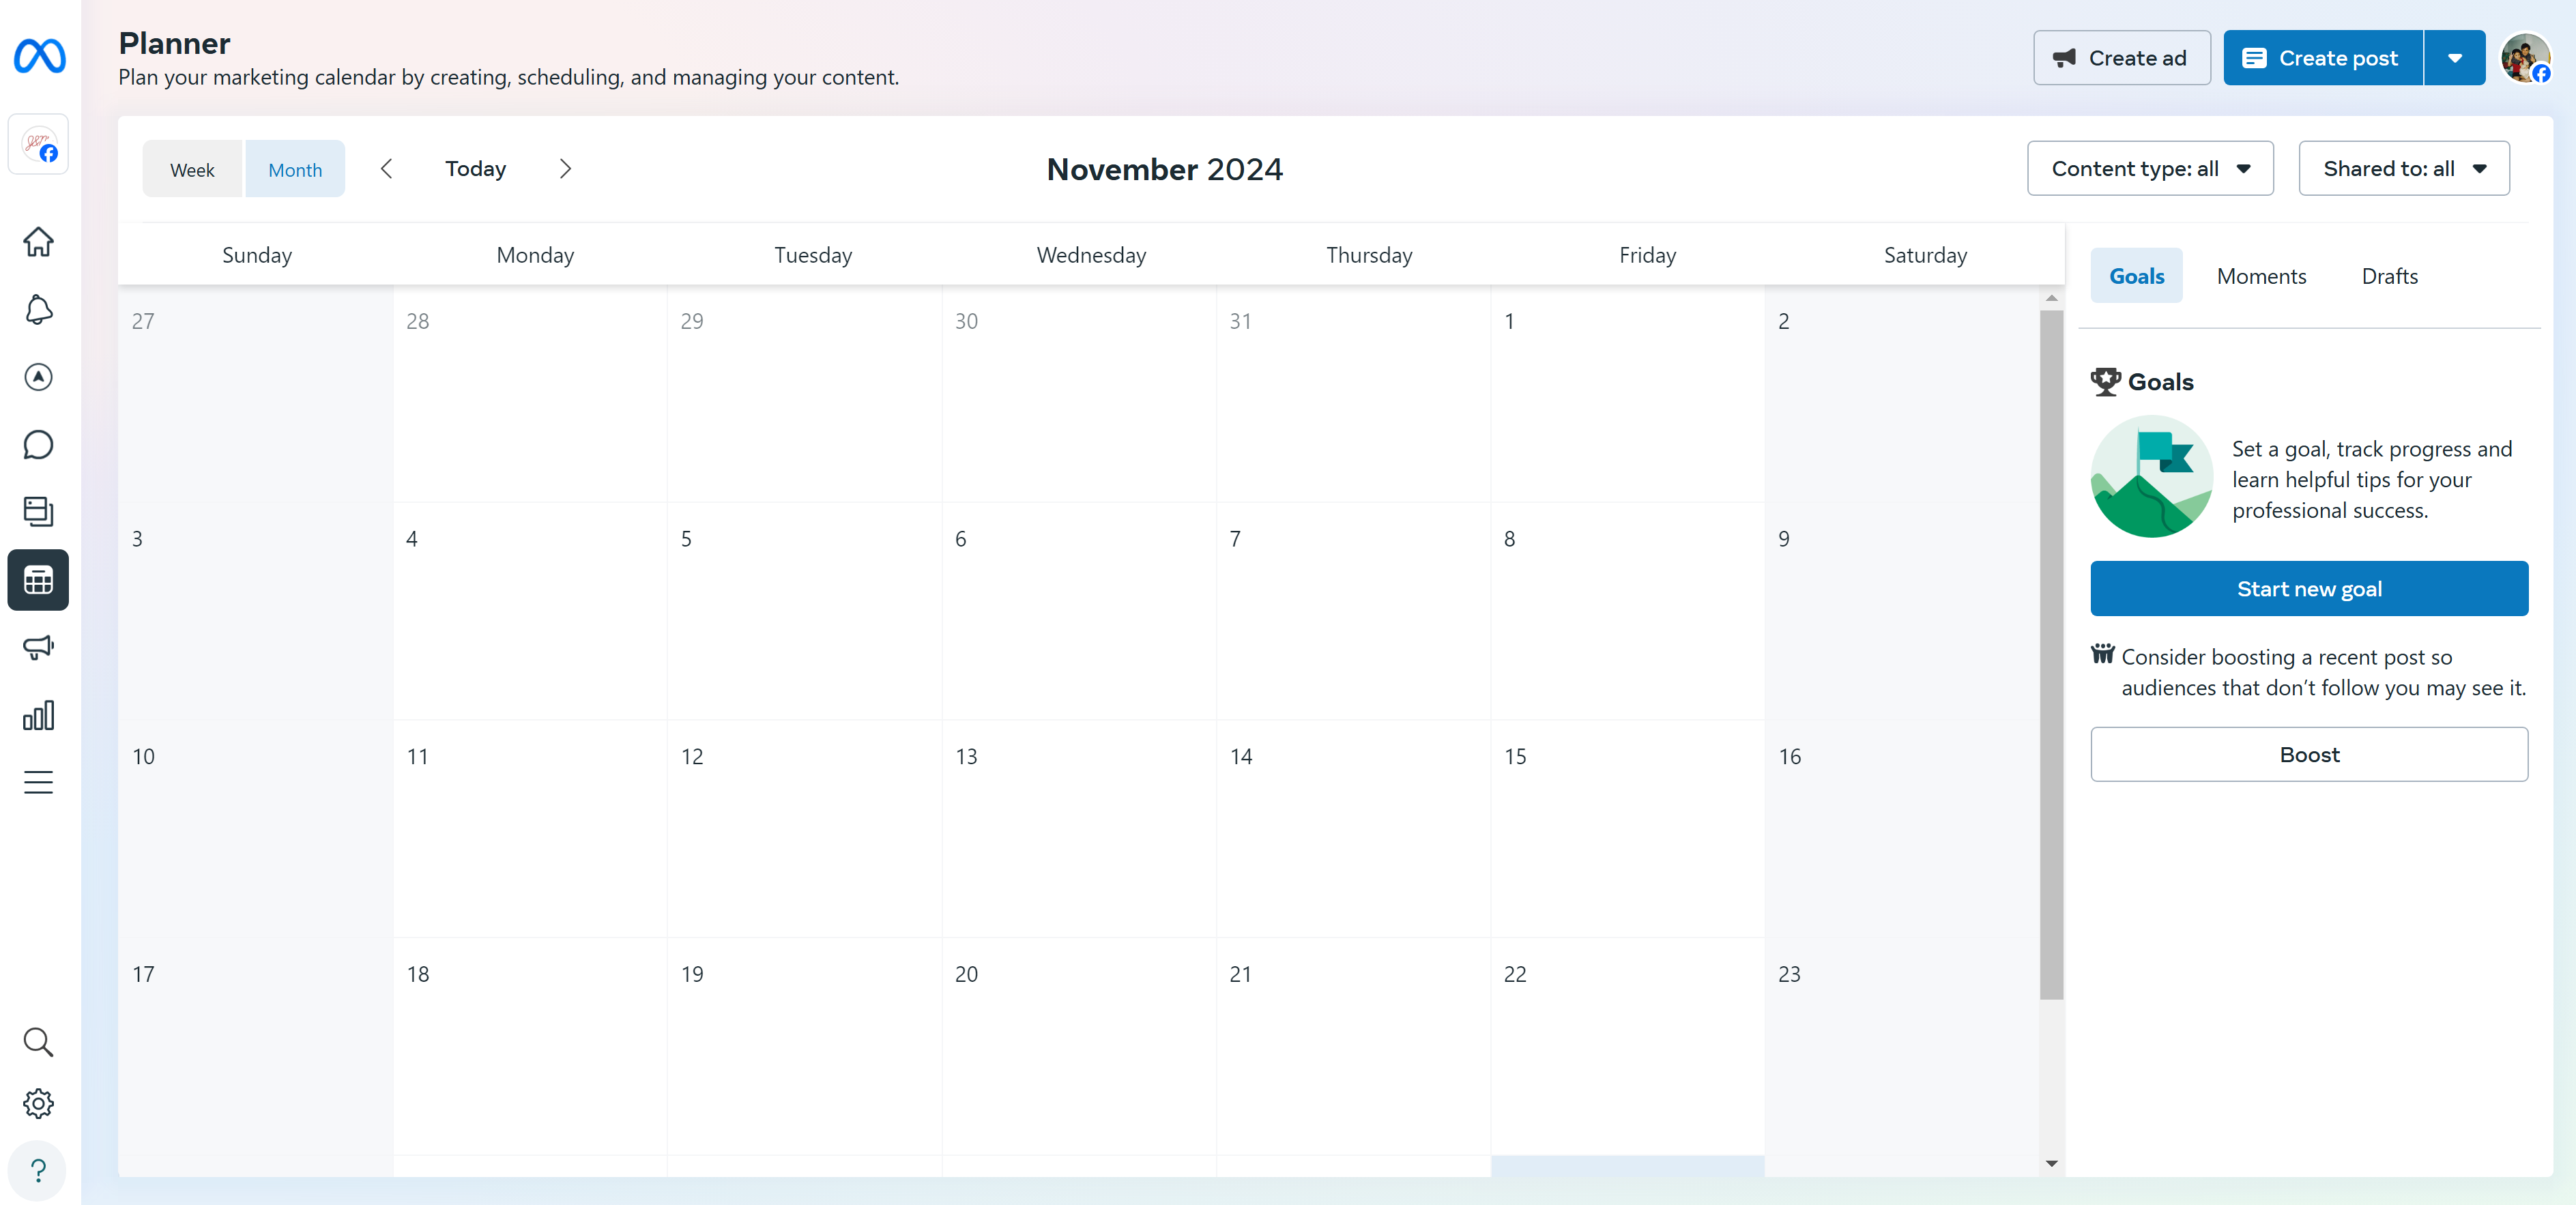 Planner
Plan your marketing calendar by creating, scheduling, and managing your content.
Create ad
Create post
Week
Month
Today
November 2024
Content type: all
Shared to: all
Sunday
Monday
Tuesday
Wednesday
Thursday
Friday
Saturday
27
28
29
30
31
1
2
3
4
5
6
7
8
9
10
11
12
13
14
15
16
17
18
19
20
21
22
23
Goals
Moments
Drafts
Goals
Set a goal, track progress and
learn helpful tips for your
professional success.
Start new goal
Consider boosting a recent post so
audiences that don’t follow you may see it.
Boost
?